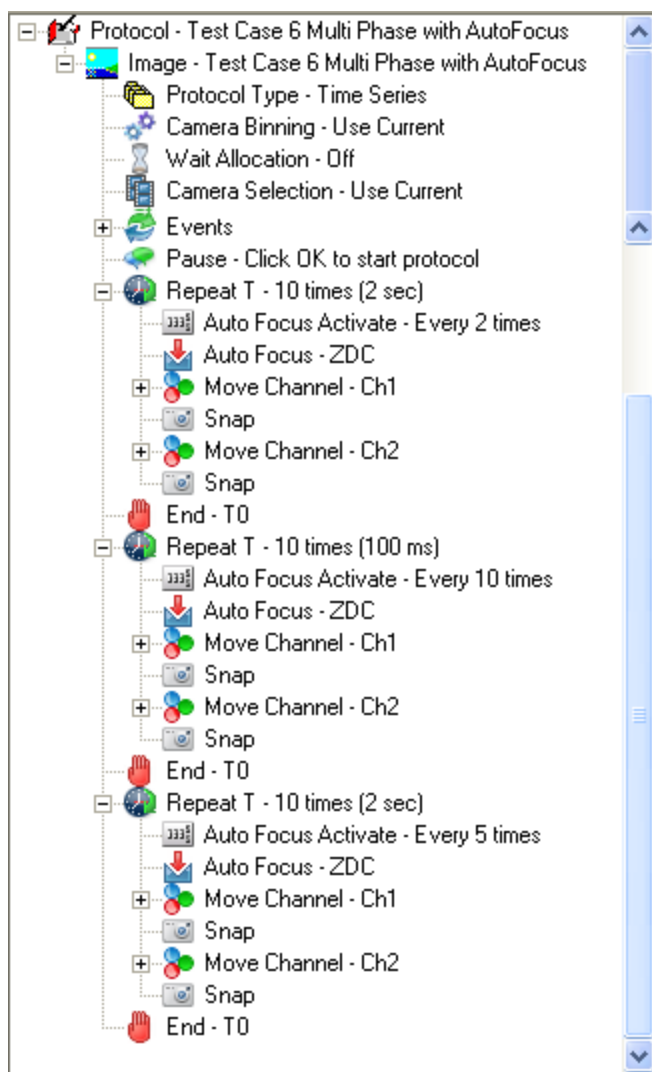 Protocol - Test Case 6 Multi Phase with AutoFocus
Image - Test Case 6 Multi Phase with AutoFocus
Protocol Type - Time Series
Camera Binning - Use Current
Wait Allocation - Off
Camera Selection - Use Current
Events
Pause - Click OK to start protocol
Repeat T - 10 times (2 sec)
Auto Focus Activate - Every 2 times
Auto Focus - ZDC
Move Channel - Ch1
Snap
Move Channel - Ch2
Snap
End - T0
Repeat T - 10 times (100 ms)
Auto Focus Activate - Every 10 times
Auto Focus - ZDC
Move Channel - Ch1
Snap
Move Channel - Ch2
Snap
End - T0
Repeat T - 10 times (2 sec)
Auto Focus Activate - Every 5 times
Auto Focus - ZDC
Move Channel - Ch1
Snap
Move Channel - Ch2
Snap
End - T0